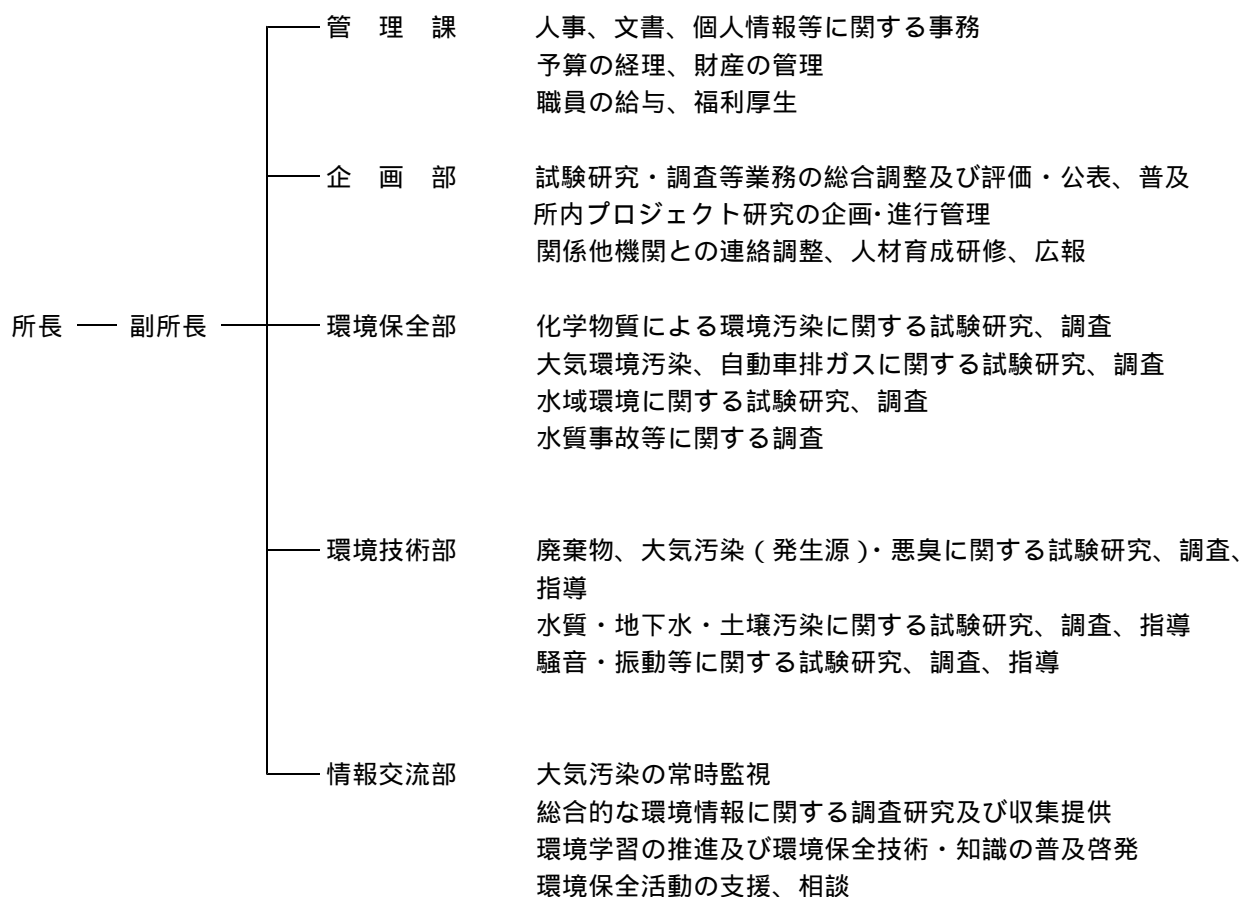 管　理　課　人事、文書、個人情報等に関する事務
予算の経理、財産の管理
職員の給与、福利厚生
企　画　部　試験研究・調査等業務の総合調整及び評価・公表、普及
所内プロジェクト研究の企画・進行管理
関係他機関との連絡調整、人材育成研修、広報
所長　副所長　環境保全部　化学物質による環境汚染に関する試験研究、調査
大気環境汚染、自動車排ガスに関する試験研究、調査
水域環境に関する試験研究、調査
水質事故等に関する調査
環境技術部　廃棄物、大気汚染（発生源）・悪臭に関する試験研究、調査、
指導
水質・地下水・土壌汚染に関する試験研究、調査、指導
騒音・振動等に関する試験研究、調査、指導
情報交流部　大気汚染の常時監視
総合的な環境情報に関する調査研究及び収集提供
環境学習の推進及び環境保全技術・知識の普及啓発
環境保全活動の支援、相談